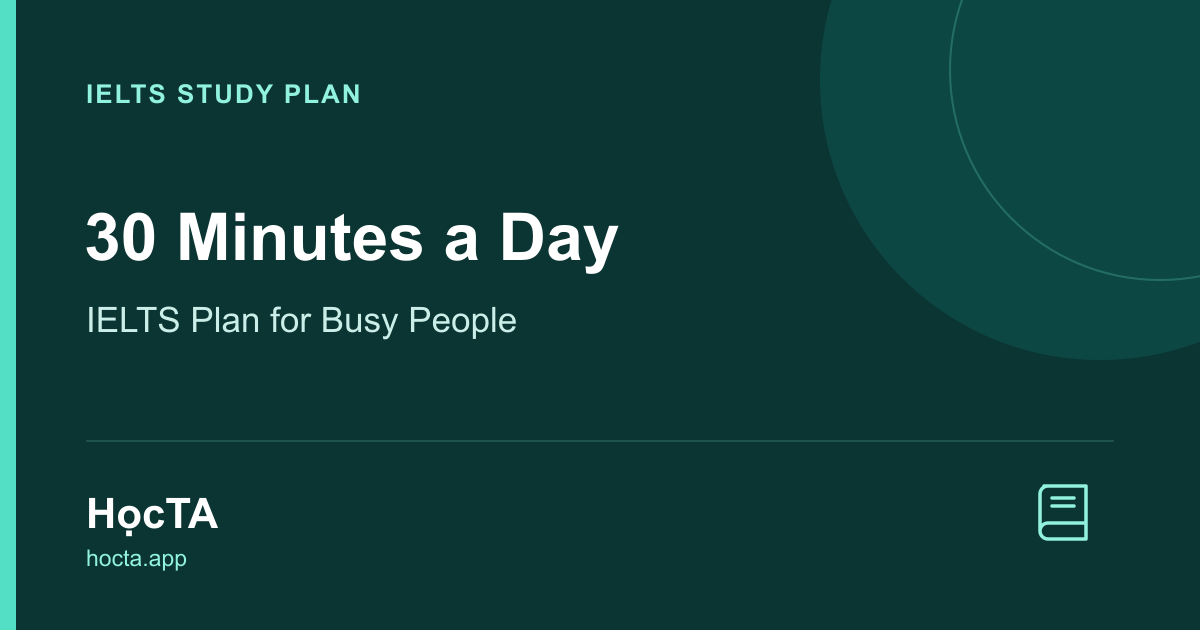 IELTS STUDY PLAN
30 Minutes a Day
IELTS Plan for Busy People
HọcTA
hocta.app